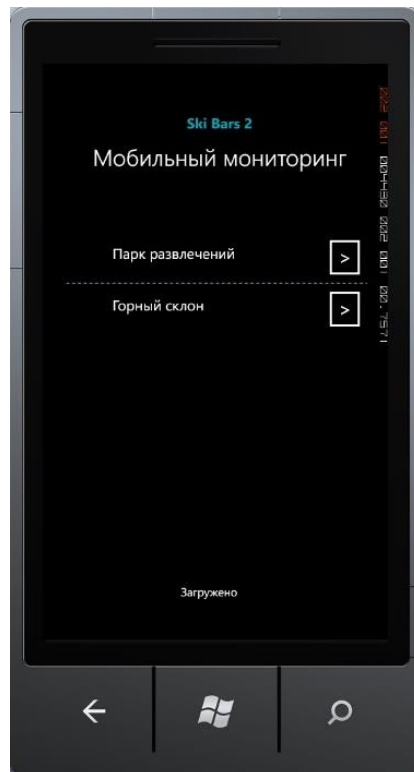 Ski Bars 2
Мобильный мониторинг
Парк развлечений
>
Горный склон
>
Загружено